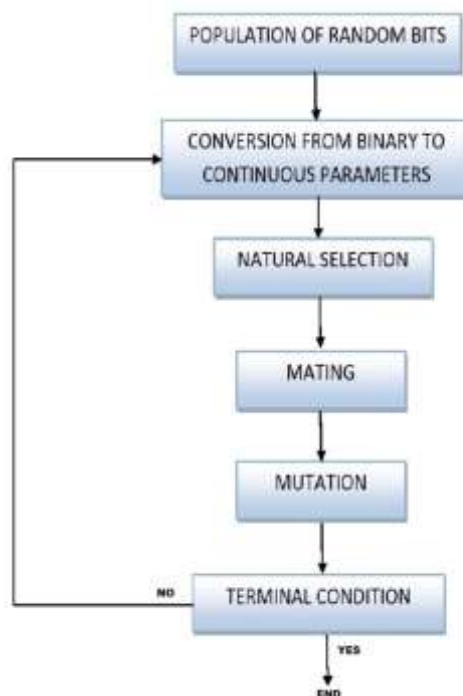 POPULATION OF RANDOM BITS
CONVERSION FROM BINARY TO
CONTINUOUS PARAMETERS
NATURAL SELECTION
MATING
MUTATION
TERMINAL CONDITION
NO
YES
END